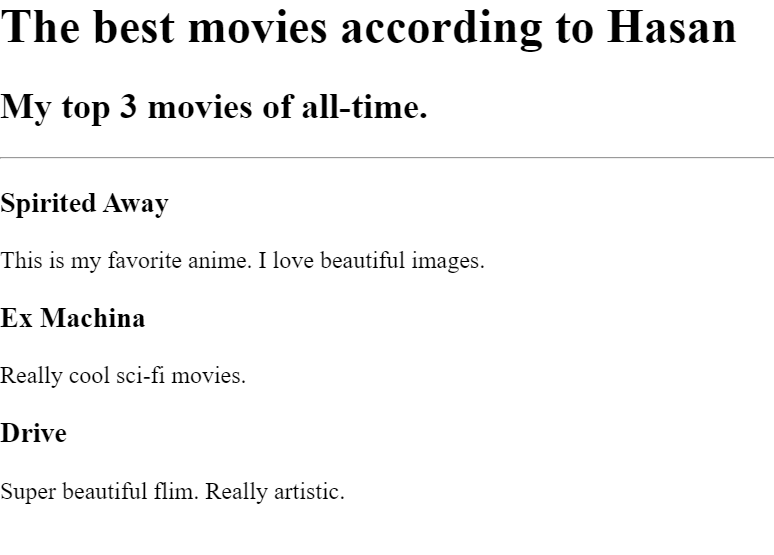 The best movies according to Hasan
My top 3 movies of all-time.
Spirited Away
This is my favorite anime. I love beautiful images.
Ex Machina
Really cool sci-fi movies.
Drive
Super beautiful flim. Really artistic.